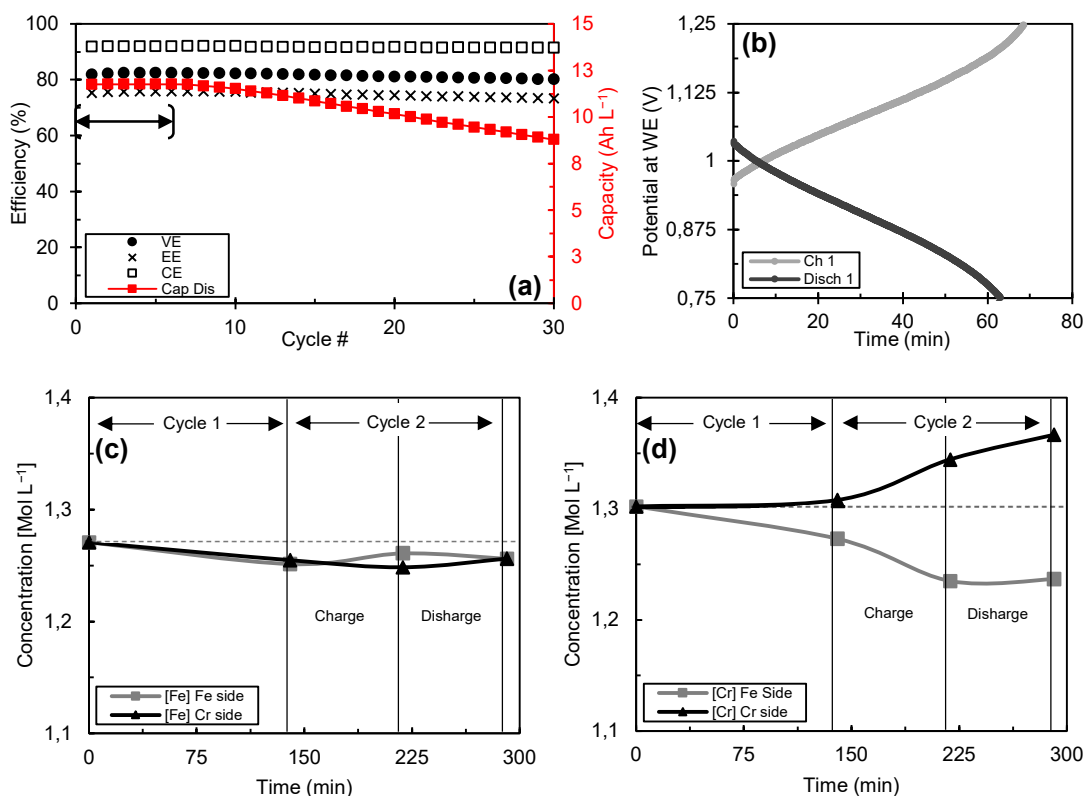 100
80
60
40
20
0
Efficiency (%)
0
10
20
30
Cycle #
15
13
12
10
9
8
6
5
3
2
0
Capacity (Ah L⁻¹)
VE
EE
CE
Cap Dis
(a)
1,25
1,125
1
0,875
0,75
Potential at WE (V)
0
20
40
60
80
Time (min)
Ch 1
Disch 1
(b)
1,4
1,3
1,2
1,1
Concentration [Mol L⁻¹]
0
75
150
225
300
Time (min)
Cycle 1
Cycle 2
(c)
Charge
Disharge
[Fe] Fe side
[Fe] Cr side
1,4
1,3
1,2
1,1
Concentration [Mol L⁻¹]
0
75
150
225
300
Time (min)
Cycle 1
Cycle 2
(d)
Charge
Disharge
[Cr] Fe Side
[Cr] Cr side